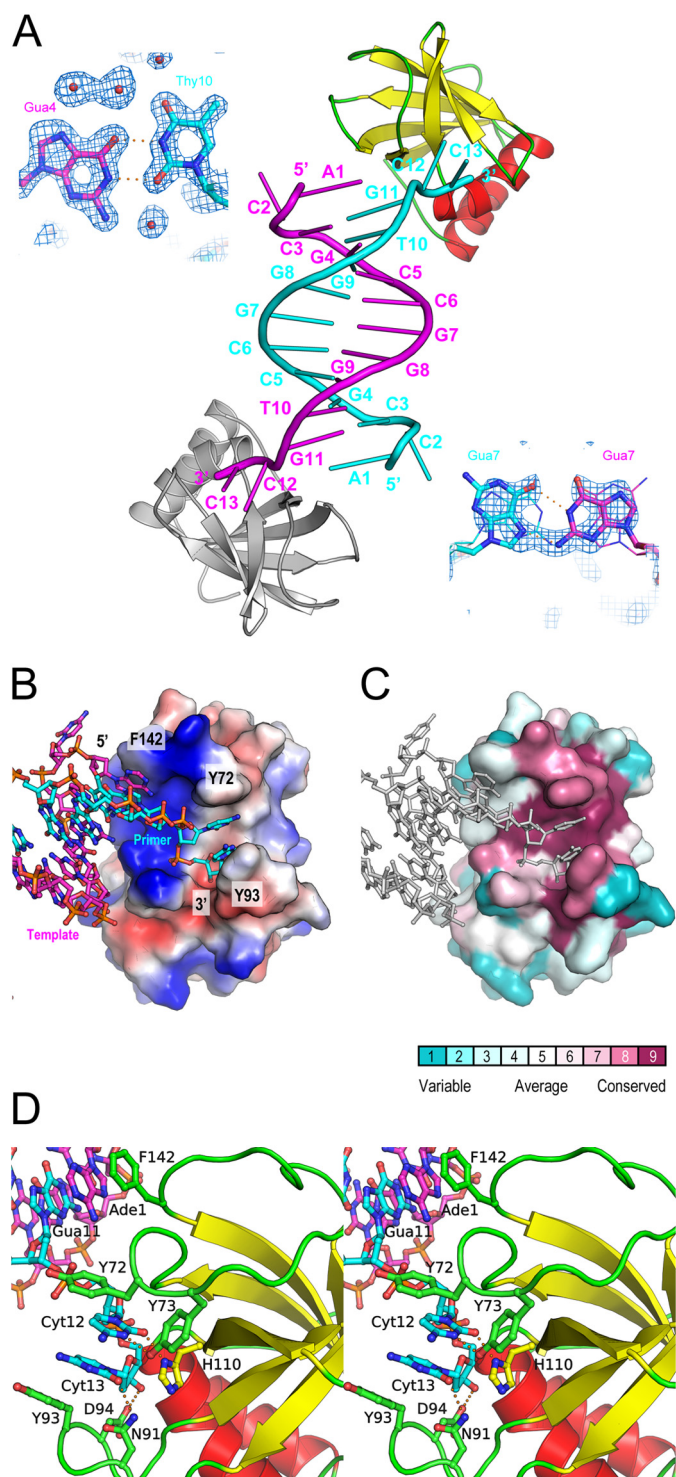 A
Gua4
Thy10
C12
C13
3’
5’
A1
G11
C2
T10
C3
G4
G8
G9
C5
C6
G7
G7
C6
G9
G8
C5
G4
T10
C3
G11
C2
3’
C12
A1
5’
C13
Gua7
Gua7
B
C
5’
F142
Y72
Primer
3’
Y93
Template
1 2 3 4 5 6 7 8 9
Variable Average Conserved
D
F142
Ade1
Gua11
Y72
Y73
Cyt12
H110
Cyt13
D94
Y93
N91
F142
Ade1
Gua11
Y72
Y73
Cyt12
H110
Cyt13
D94
Y93
N91